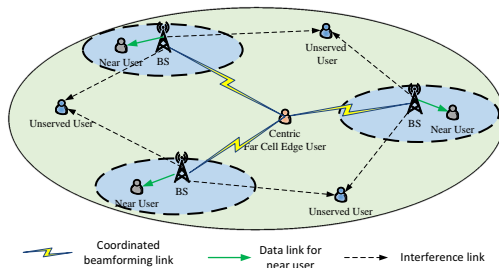 Unserved
User
Near User
BS
Unserved User
Centric
Far Cell Edge User
BS
Near User
BS
Near User
Unserved User
Coordinated
beamforming link
Data link for
near user
Interference link